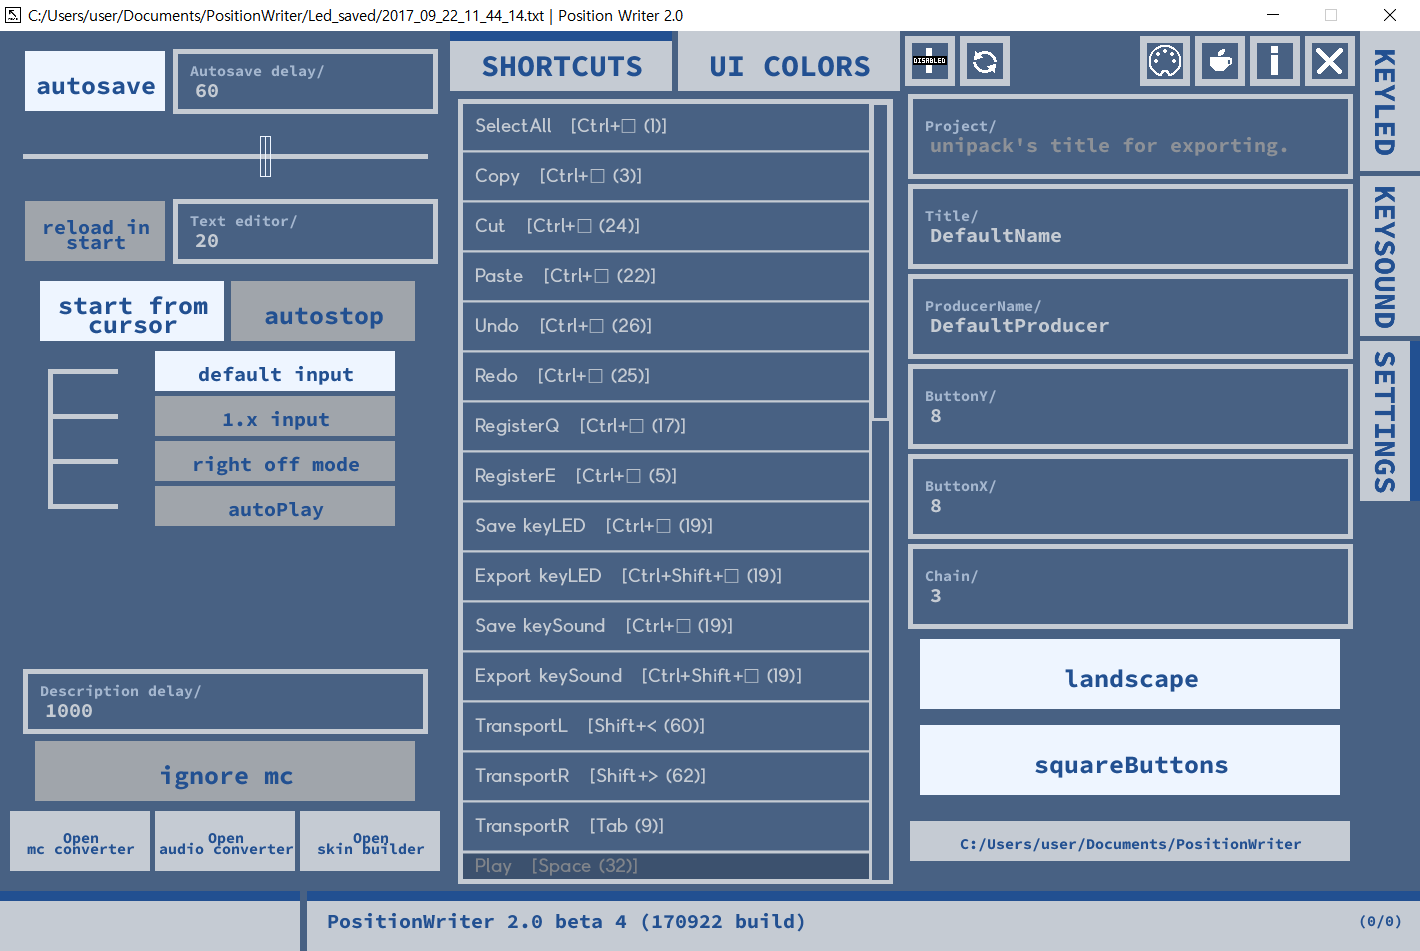 C:/Users/user/Documents/PositionWriter/Led_saved/2017_09_22_11_44_14.txt | Position Writer 2.0
autosave
Autosave delay/
60
reload in
start
Text editor/
20
start from
cursor
autostop
default input
1.x input
right off mode
autoPlay
Description delay/
1000
ignore mc
Open
mc converter
Open
audio converter
Open
skin builder
SHORTCUTS
UI COLORS
SelectAll [Ctrl+□ (1)]
Copy [Ctrl+□ (3)]
Cut [Ctrl+□ (24)]
Paste [Ctrl+□ (22)]
Undo [Ctrl+□ (26)]
Redo [Ctrl+□ (25)]
RegisterQ [Ctrl+□ (17)]
RegisterE [Ctrl+□ (5)]
Save keyLED [Ctrl+□ (19)]
Export keyLED [Ctrl+Shift+□ (19)]
Save keySound [Ctrl+□ (19)]
Export keySound [Ctrl+Shift+□ (19)]
TransportL [Shift+< (60)]
TransportR [Shift+> (62)]
TransportR [Tab (9)]
Play [Space (32)]
DISABLED
Project/
unipack's title for exporting.
Title/
DefaultName
ProducerName/
DefaultProducer
ButtonY/
8
ButtonX/
8
Chain/
3
landscape
squareButtons
C:/Users/user/Documents/PositionWriter
KEYLED
KEYSOUND
SETTINGS
PositionWriter 2.0 beta 4 (170922 build)
(0/0)